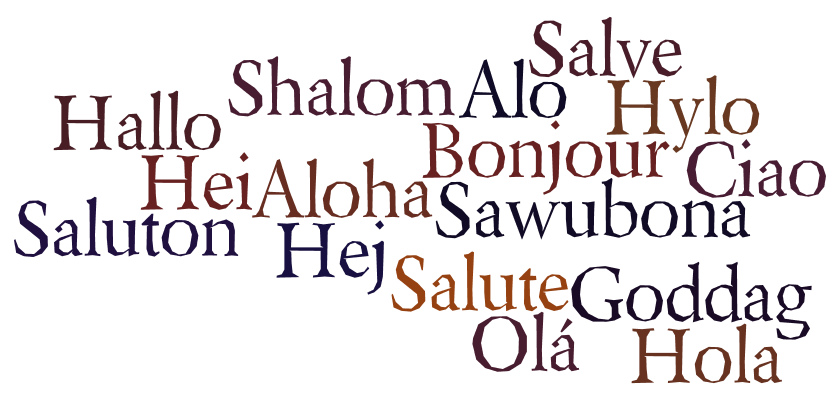 Salve
Shalom
Alo
Hylo
Hallo
Bonjour
Ciao
Hei
Aloha
Sawubona
Saluton
Hej
Salute
Goddag
Olá
Hola